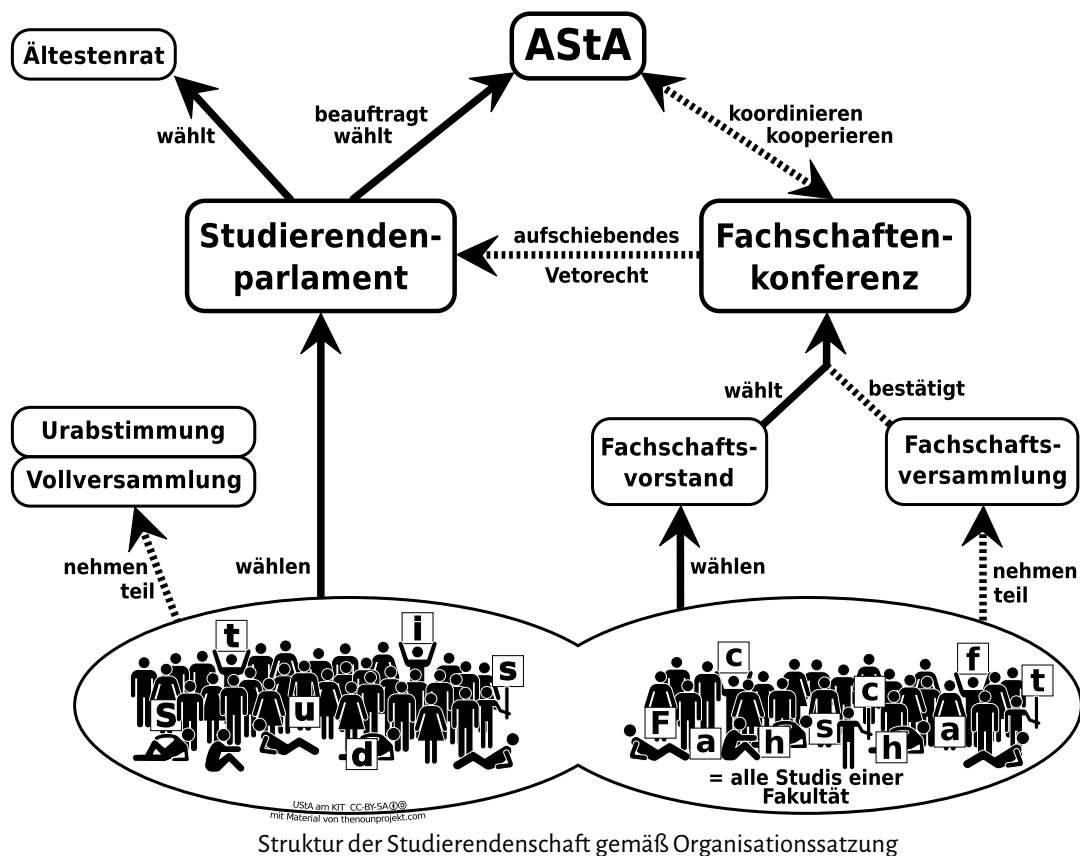 Ältestenrat
AStA
wählt
beauftragt
wählt
koordinieren
kooperieren
Studierenden-
parlament
aufschiebendes
Vetorecht
Fachschaften-
konferenz
wählt
bestätigt
Urabstimmung
Vollversammlung
Fachschafts-
vorstand
Fachschafts-
versammlung
nehmen
teil
wählen
wählen
nehmen
teil
S t u d i s
F a c h s c h a f t
= alle Studis einer
Fakultät
UStA am KIT CC-BY-SA
mit Material von thenounprojekt.com
Struktur der Studierendenschaft gemäß Organisationssatzung